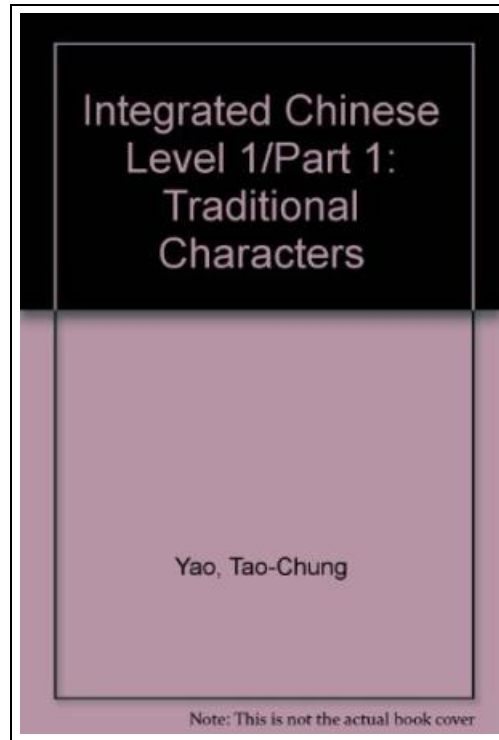 Integrated Chinese
Level 1/Part 1:
Traditional
Characters
Yao, Tao-Chung
Note: This is not the actual book cover